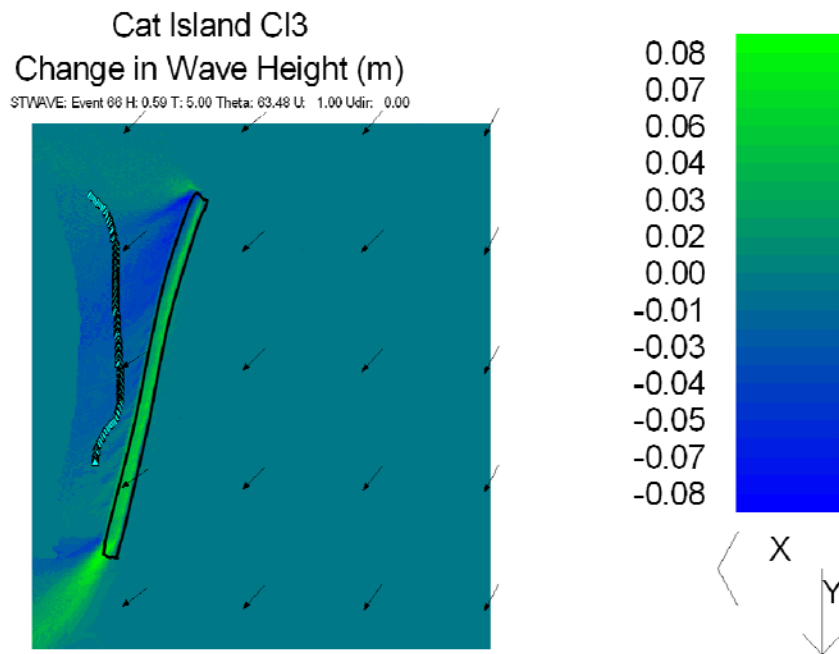 Cat Island CI3
Change in Wave Height (m)
STWAVE: Event 66 H: 0.59 T: 5.00 Theta: 63.48 U: 1.00 Udir: 0.00
0.08
0.07
0.06
0.04
0.03
0.02
0.00
-0.01
-0.03
-0.04
-0.05
-0.07
-0.08
X
Y